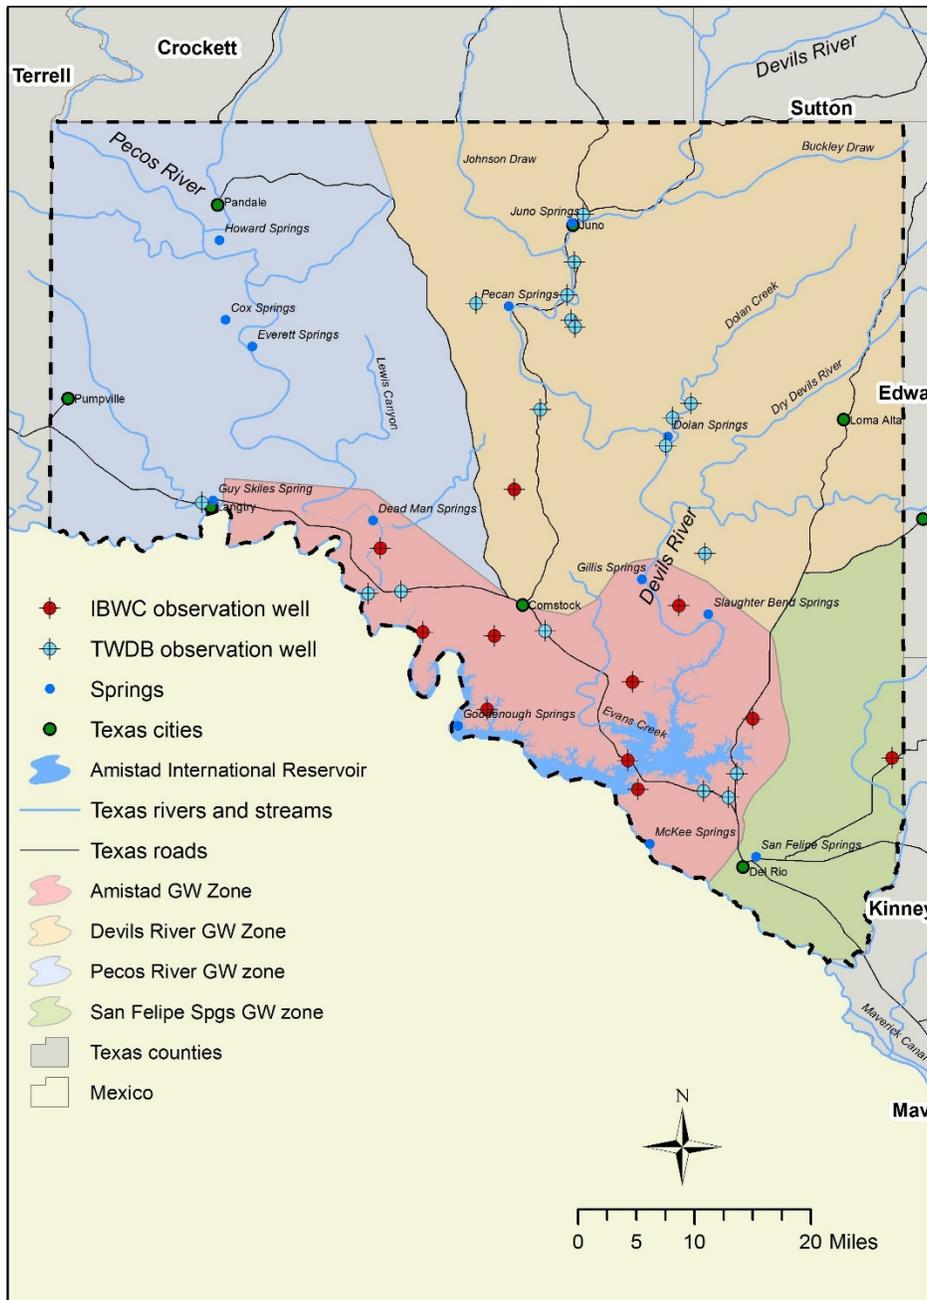 Crockett
Terrell
Devils River
Sutton
Pecos River
Johnson Draw
Buckley Draw
Pandale
Juno Springs
Juno
Howard Springs
Pecan Springs
Dolan Creek
Cox Springs
Everett Springs
Lewis Canyon
Dry Devils River
Edwa
Pumpville
Loma Alta
Dolan Springs
Guy Skiles Spring
Langtry
Dead Man Springs
Devils River
Gillis Springs
Comstock
Slaughter Bend Springs
Goodenough Springs
Evans Creek
McKee Springs
San Felipe Springs
Del Rio
Kinney
Maverick Canal
Mav
IBWC observation well
TWDB observation well
Springs
Texas cities
Amistad International Reservoir
Texas rivers and streams
Texas roads
Amistad GW Zone
Devils River GW Zone
Pecos River GW zone
San Felipe Spgs GW zone
Texas counties
Mexico
N
0 5 10 20 Miles